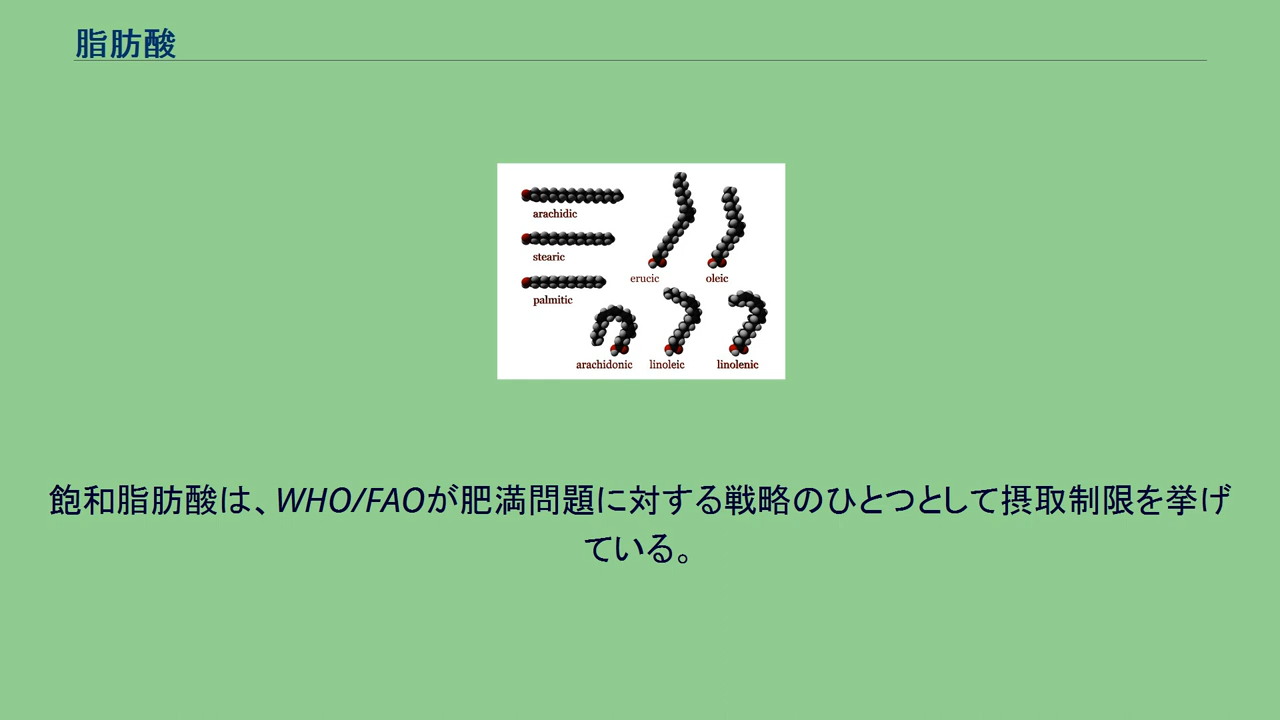 脂肪酸
arachidic
stearic
palmitic
erucic
oleic
arachidonic
linoleic
linolenic
飽和脂肪酸は、WHO/FAOが肥満問題に対する戦略のひとつとして摂取制限を挙げ
ている。